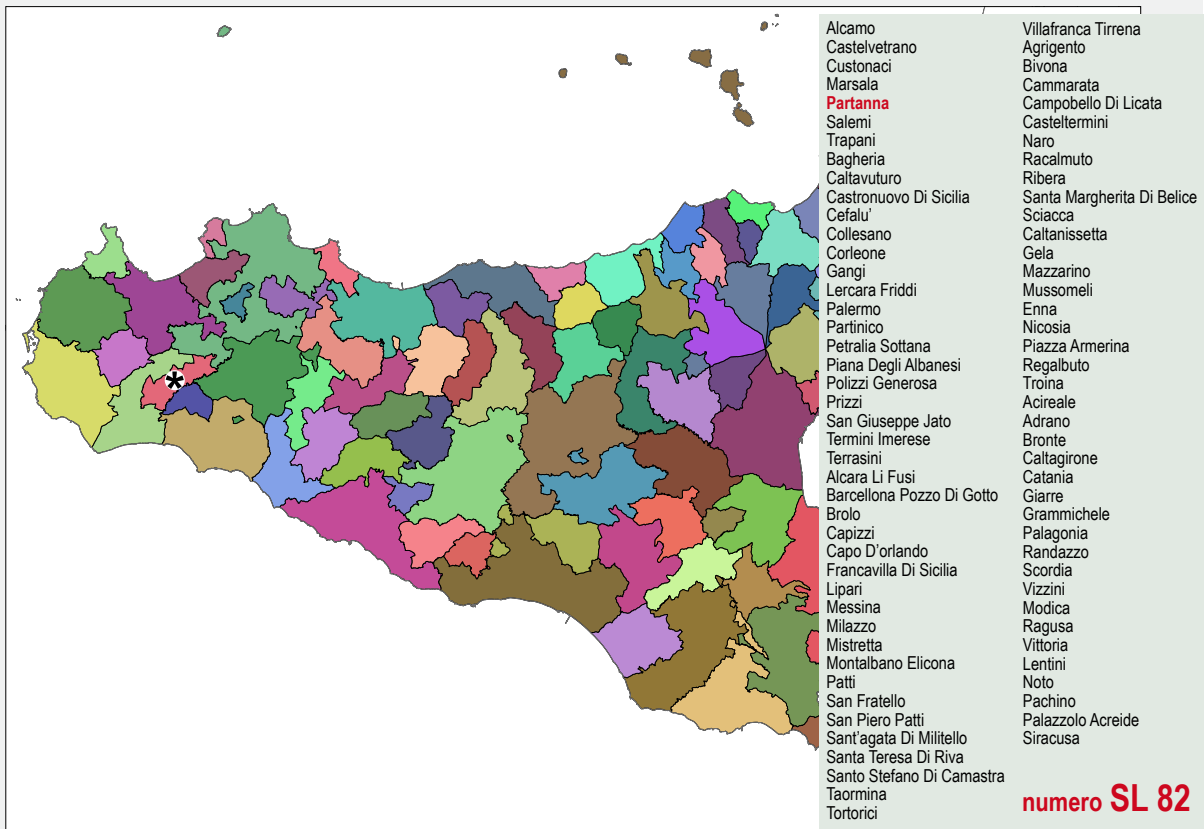 Alcamo
Castelvetrano
Custonaci
Marsala
Partanna
Salemi
Trapani
Bagheria
Caltavuturo
Castronuovo Di Sicilia
Cefalu'
Collesano
Corleone
Gangi
Lercara Friddi
Palermo
Partinico
Petralia Sottana
Piana Degli Albanesi
Polizzi Generosa
Prizzi
San Giuseppe Jato
Termini Imerese
Terrasini
Alcara Li Fusi
Barcellona Pozzo Di Gotto
Brolo
Capizzi
Capo D'orlando
Francavilla Di Sicilia
Lipari
Messina
Milazzo
Mistretta
Montalbano Elicona
Patti
San Fratello
San Piero Patti
Sant'agata Di Militello
Santa Teresa Di Riva
Santo Stefano Di Camastra
Taormina
Tortorici
Villafranca Tirrena
Agrigento
Bivona
Cammarata
Campobello Di Licata
Casteltermini
Naro
Racalmuto
Ribera
Santa Margherita Di Belice
Sciacca
Caltanissetta
Gela
Mazzarino
Mussomeli
Enna
Nicosia
Piazza Armerina
Regalbuto
Troina
Acireale
Adrano
Bronte
Caltagirone
Catania
Giarre
Grammichele
Palagonia
Randazzo
Scordia
Vizzini
Modica
Ragusa
Vittoria
Lentini
Noto
Pachino
Palazzolo Acreide
Siracusa
numero SL 82
*